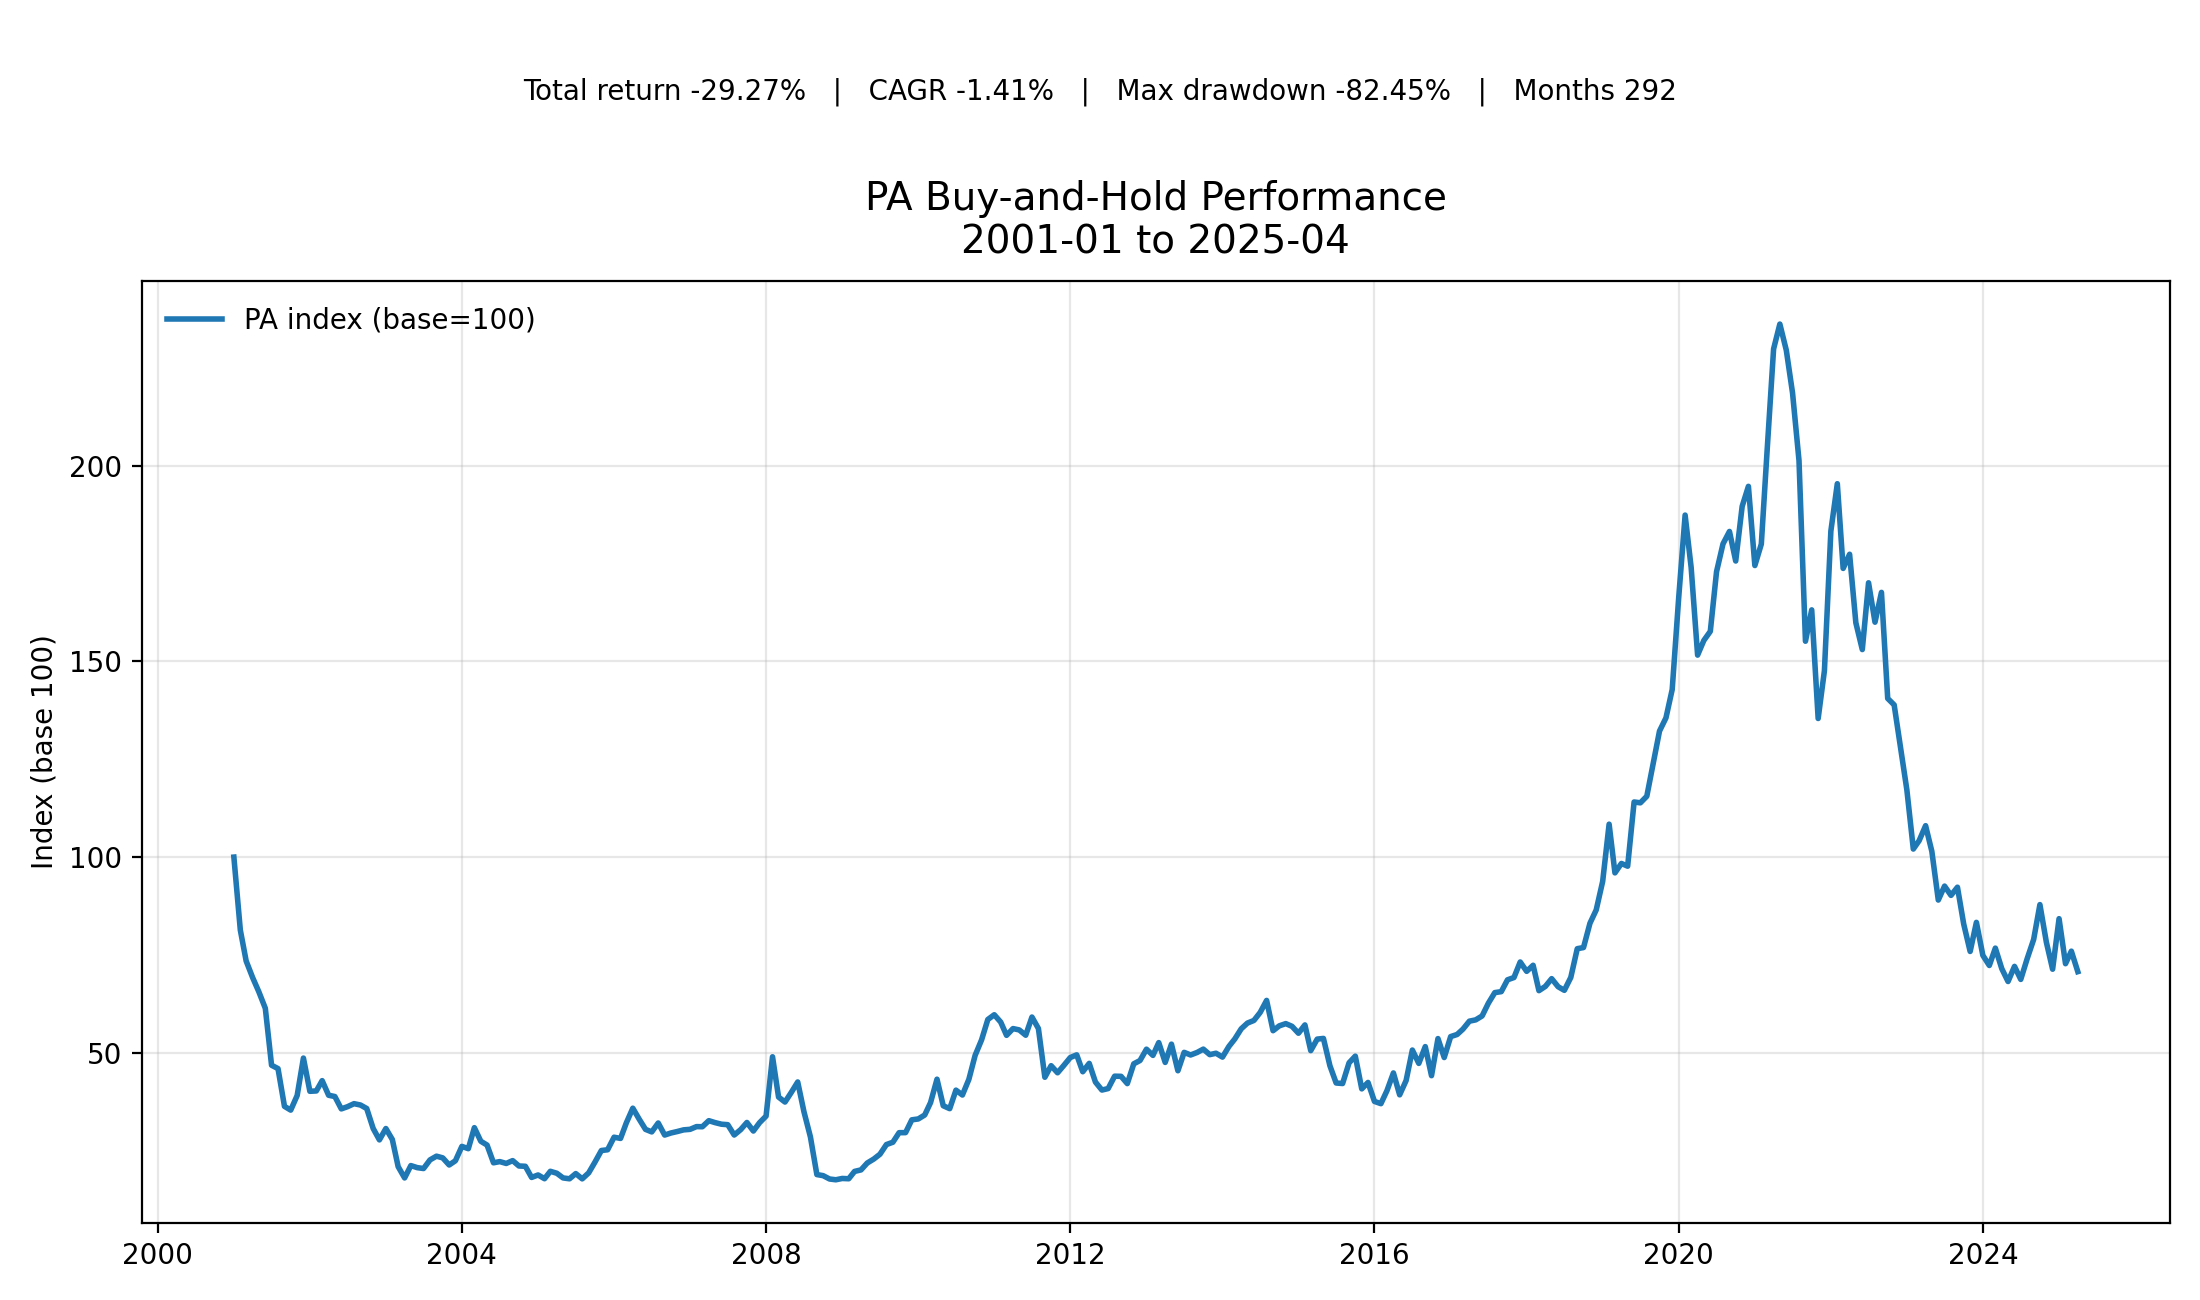 Total return -29.27%   |   CAGR -1.41%   |   Max drawdown -82.45%   |   Months 292
PA Buy-and-Hold Performance
2001-01 to 2025-04
PA index (base=100)
Index (base 100)
200
150
100
50
2000 2004 2008 2012 2016 2020 2024